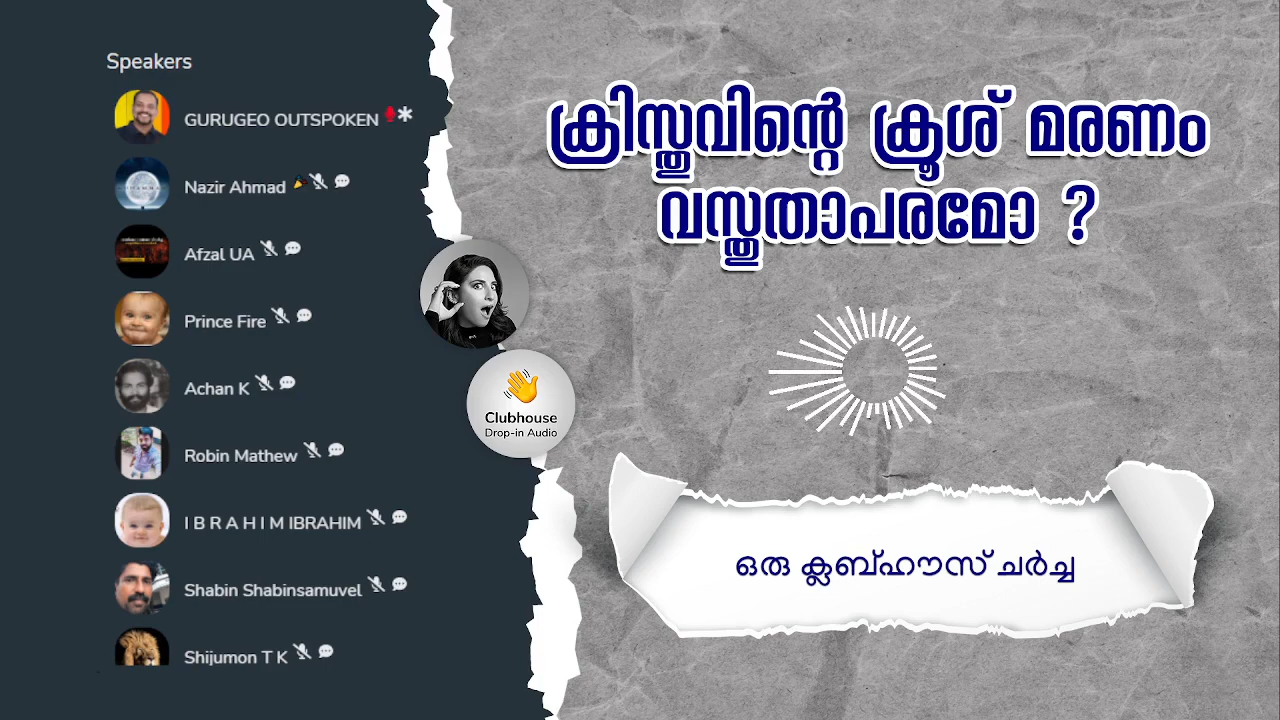 Speakers
GURUGEO OUTSPOKEN
Nazir Ahmad
Afzal UA
Prince Fire
Achan K
Robin Mathew
I B R A H I M IBRAHIM
Shabin Shabinsamuvel
Shijumon T K
Clubhouse
Drop-in Audio
ക്രിസ്തുവിന്റെ ക്രൂശ് മരണം
വസ്തുതാപരമോ ?
ഒരു ക്ലബ്ഹൗസ് ചർച്ച